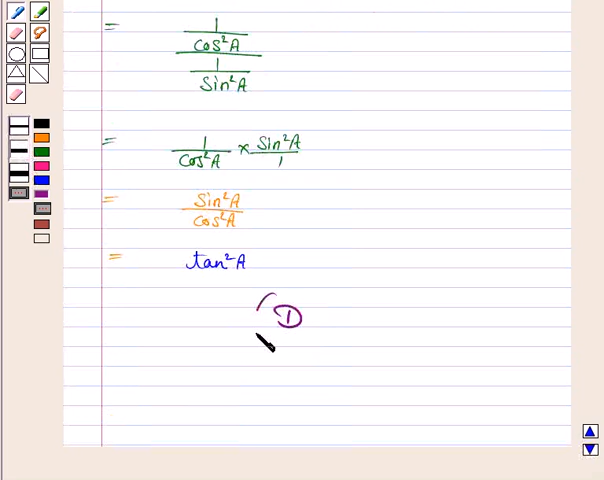 = 1/Cos²A / 1/Sin²A
= 1/Cos²A × Sin²A/1
= Sin²A/Cos²A
= tan²A
D